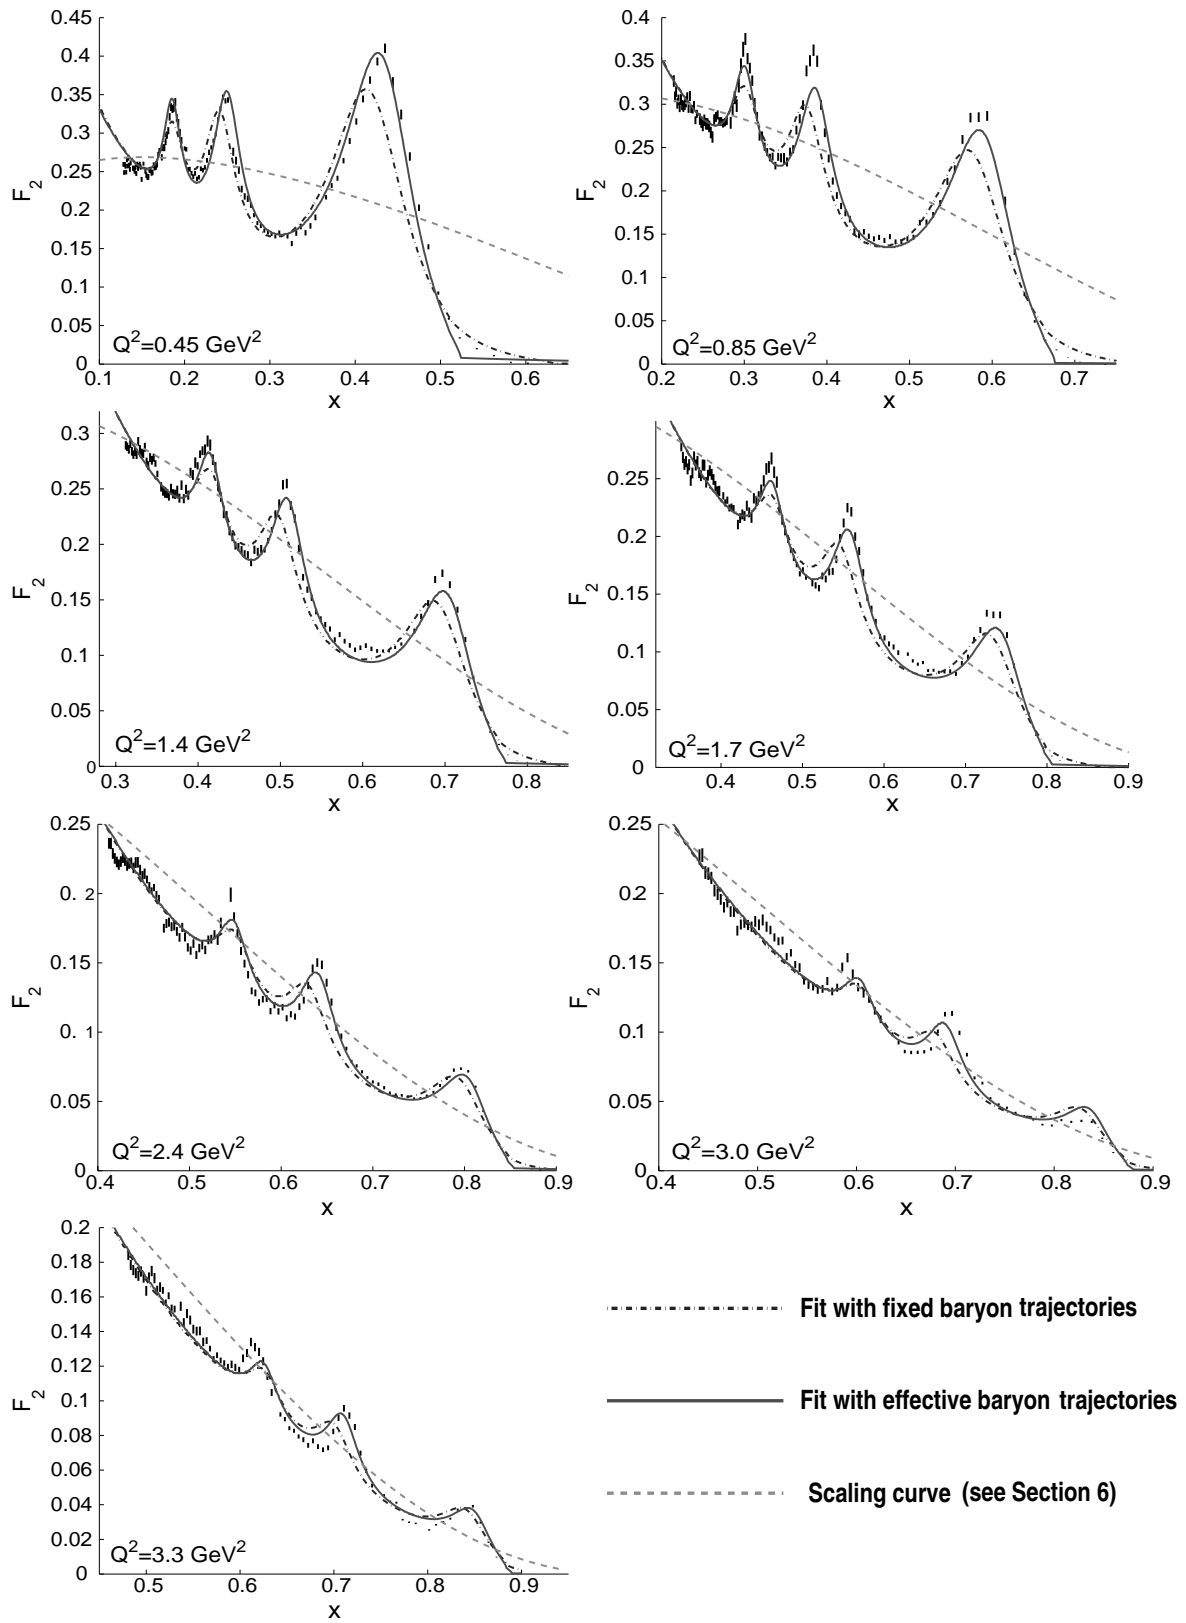 0.45
0.4
0.35
0.3
0.25
0.2
0.15
0.1
0.05
0
F2
Q2=0.45 GeV2
0.1 0.2 0.3 0.4 0.5 0.6
x
0.4
0.35
0.3
0.25
0.2
0.15
0.1
0.05
0
F2
Q2=0.85 GeV2
0.2 0.3 0.4 0.5 0.6 0.7
x
0.3
0.25
0.2
0.15
0.1
0.05
0
F2
Q2=1.4 GeV2
0.3 0.4 0.5 0.6 0.7 0.8
x
0.25
0.2
0.15
0.1
0.05
0
F2
Q2=1.7 GeV2
0.4 0.5 0.6 0.7 0.8 0.9
x
0.25
0.2
0.15
0.1
0.05
0
F2
Q2=2.4 GeV2
0.4 0.5 0.6 0.7 0.8 0.9
x
0.25
0.2
0.15
0.1
0.05
0
F2
Q2=3.0 GeV2
0.4 0.5 0.6 0.7 0.8 0.9
x
0.2
0.18
0.16
0.14
0.12
0.1
0.08
0.06
0.04
0.02
0
F2
Q2=3.3 GeV2
0.5 0.6 0.7 0.8 0.9
x
Fit with fixed baryon trajectories
Fit with effective baryon trajectories
Scaling curve (see Section 6)